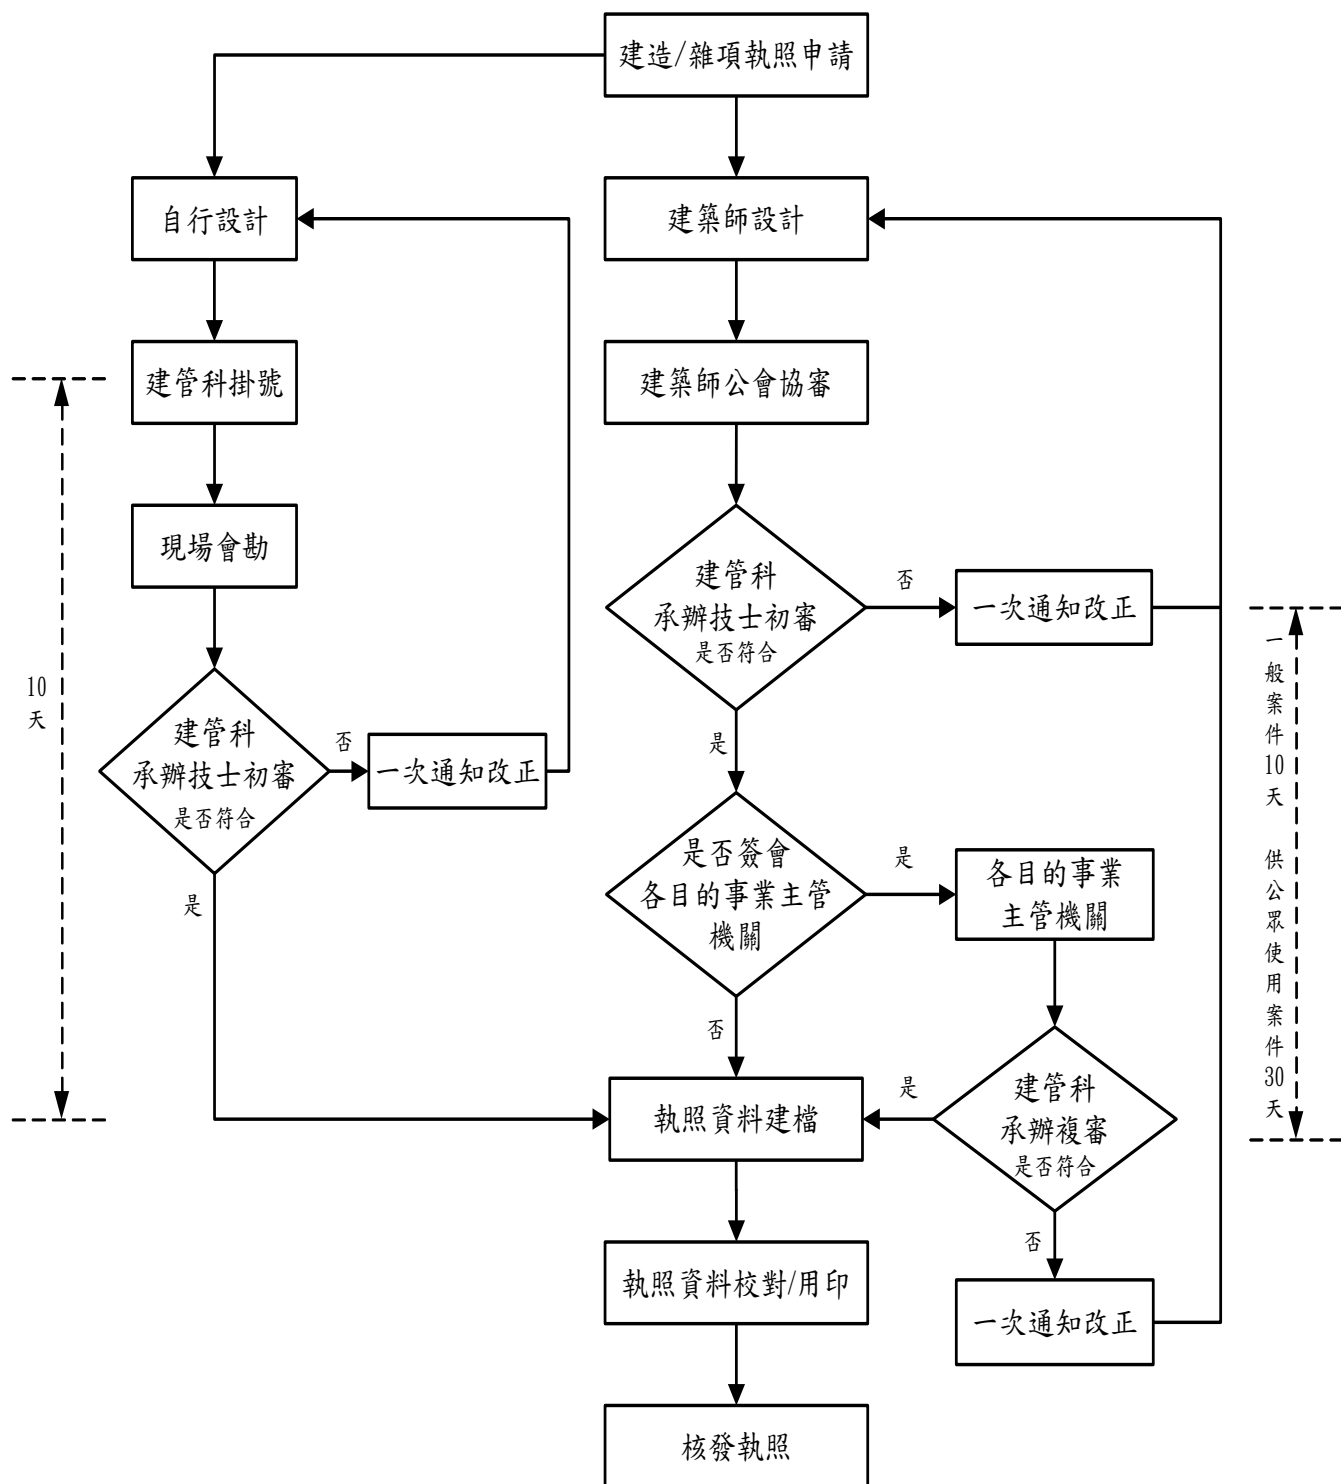 建造/雜項執照申請
自行設計
建築師設計
建管科掛號
建築師公會協審
現場會勘
建管科
承辦技士初審
是否符合
否
一次通知改正
10
天
建管科
承辦技士初審
是否符合
否
一次通知改正
是
是
是否簽會
各目的事業主管
機關
是
各目的事業
主管機關
否
執照資料建檔
是
建管科
承辦複審
是否符合
否
一次通知改正
執照資料校對/用印
核發執照
一般案件10天 供公眾使用案件30天